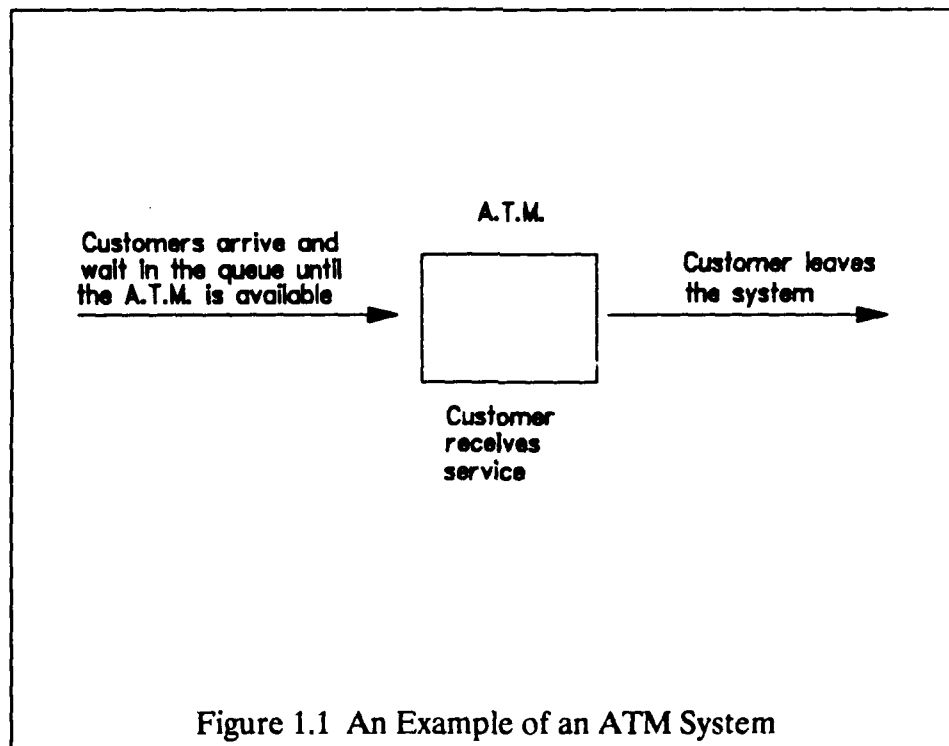 A.T.M.
Customers arrive and
wait in the queue until
the A.T.M. is available
Customer leaves
the system
Customer
receives
service
Figure 1.1 An Example of an ATM System